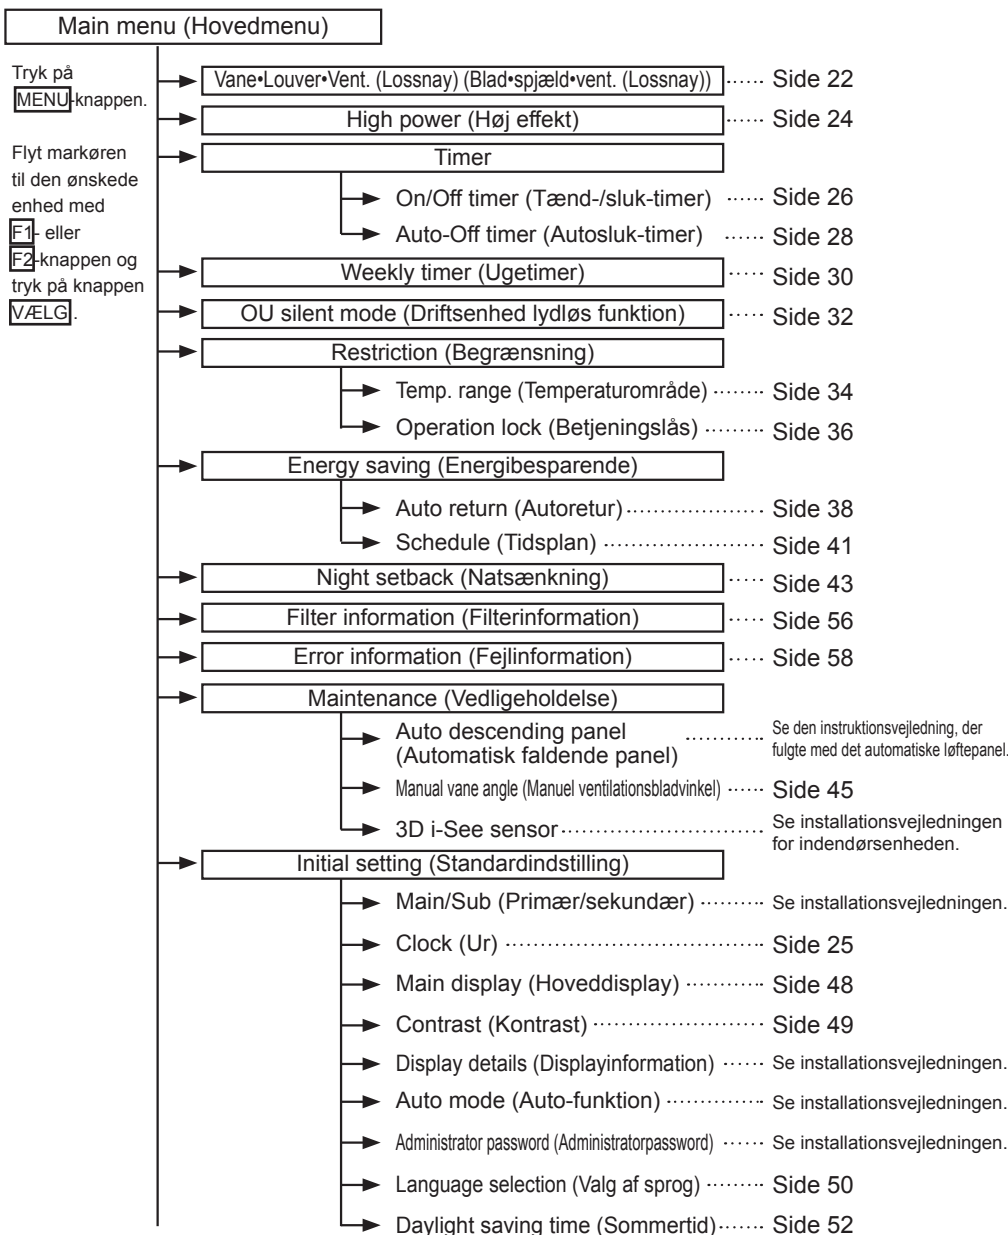 Main menu (Hovedmenu)
Tryk på
MENU-knappen.
Flyt markøren
til den ønskede
enhed med
F1- eller
F2-knappen og
tryk på knappen
VÆLG.
Vane•Louver•Vent. (Lossnay) (Blad•spjæld•vent. (Lossnay)) ...... Side 22
High power (Høj effekt) ...... Side 24
Timer
On/Off timer (Tænd-/sluk-timer) ...... Side 26
Auto-Off timer (Autosluk-timer) ...... Side 28
Weekly timer (Ugetimer) ...... Side 30
OU silent mode (Driftsenhed lydløs funktion) ...... Side 32
Restriction (Begrænsning)
Temp. range (Temperaturområde) ........ Side 34
Operation lock (Betjeningslås) ......... Side 36
Energy saving (Energibesparende)
Auto return (Autoretur) ..................... Side 38
Schedule (Tidsplan) ........................ Side 41
Night setback (Natsænkning) ...... Side 43
Filter information (Filterinformation) ...... Side 56
Error information (Fejlinformation) ...... Side 58
Maintenance (Vedligeholdelse)
Auto descending panel ............ Se den instruktionsvejledning, der
(Automatisk faldende panel) fulgte med det automatiske løftepanel.
Manual vane angle (Manuel ventilationsbladvinkel) ...... Side 45
3D i-See sensor ................................ Se installationsvejledningen
for indendørsenheden.
Initial setting (Standardindstilling)
Main/Sub (Primær/sekundær) ......... Se installationsvejledningen.
Clock (Ur) ........................................ Side 25
Main display (Hoveddisplay) ........... Side 48
Contrast (Kontrast) .......................... Side 49
Display details (Displayinformation) ...... Se installationsvejledningen.
Auto mode (Auto-funktion) .............. Se installationsvejledningen.
Administrator password (Administratorpassword) ...... Se installationsvejledningen.
Language selection (Valg af sprog) ........ Side 50
Daylight saving time (Sommertid) ....... Side 52